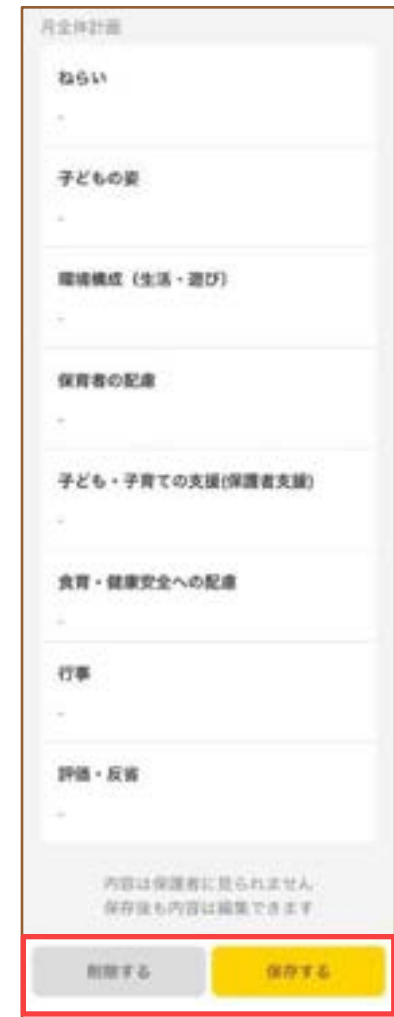 月全体計画
ねらい
-
子どもの姿
-
環境構成（生活・遊び）
-
保育者の配慮
-
子ども・子育ての支援(保護者支援)
-
食育・健康安全への配慮
-
行事
-
評価・反省
-
内容は保護者に見られません
保存後も内容は編集できます
削除する
保存する